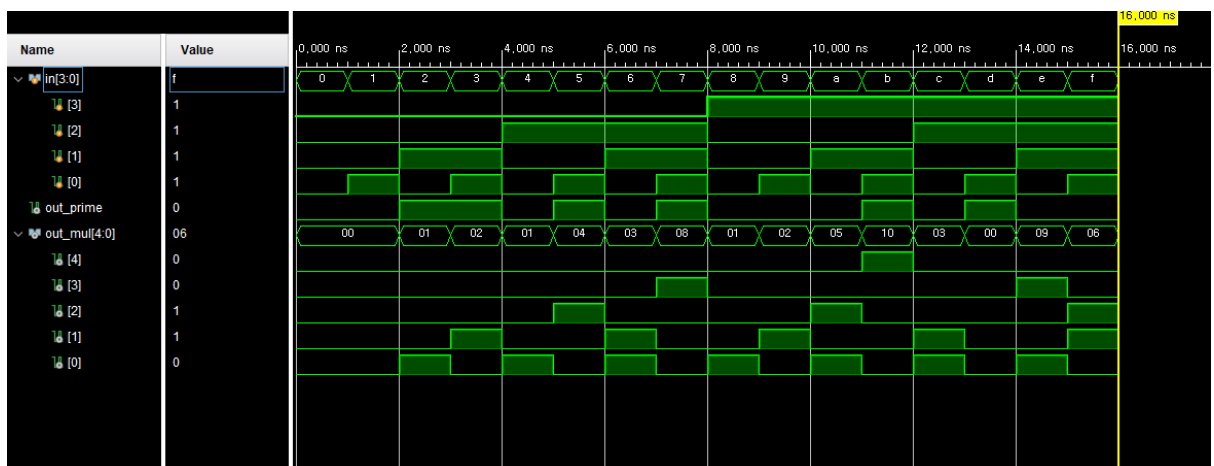 16,000 ns
Name Value 0,000 ns 2,000 ns 4,000 ns 6,000 ns 8,000 ns 10,000 ns 12,000 ns 14,000 ns 16,000 ns
in[3:0] f 0 1 2 3 4 5 6 7 8 9 a b c d e f
[3] 1
[2] 1
[1] 1
[0] 1
out_prime 0
out_mul[4:0] 06 00 01 02 01 04 03 08 01 02 05 10 03 00 09 06
[4] 0
[3] 0
[2] 1
[1] 1
[0] 0